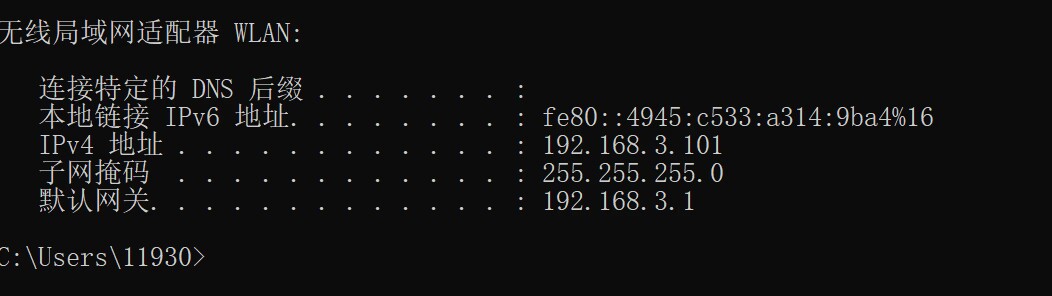 无线局域网适配器 WLAN:
连接特定的 DNS 后缀 . . . . . . . :
本地链接 IPv6 地址. . . . . . . . : fe80::4945:c533:a314:9ba4%16
IPv4 地址 . . . . . . . . . . . . : 192.168.3.101
子网掩码  . . . . . . . . . . . . : 255.255.255.0
默认网关. . . . . . . . . . . . . : 192.168.3.1
C:\Users\11930>